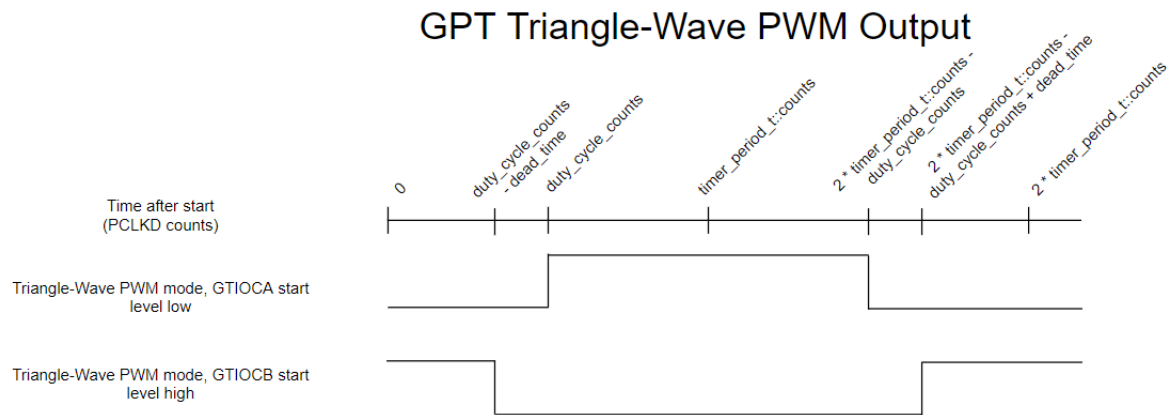 GPT Triangle-Wave PWM Output
0
duty_cycle_counts
- dead_time
duty_cycle_counts
timer_period_t::counts
2 * timer_period_t::counts -
duty_cycle_counts
2 * timer_period_t::counts -
duty_cycle_counts + dead_time
2 * timer_period_t::counts
Time after start
(PCLKD counts)
Triangle-Wave PWM mode, GTIOCA start
level low
Triangle-Wave PWM mode, GTIOCB start
level high